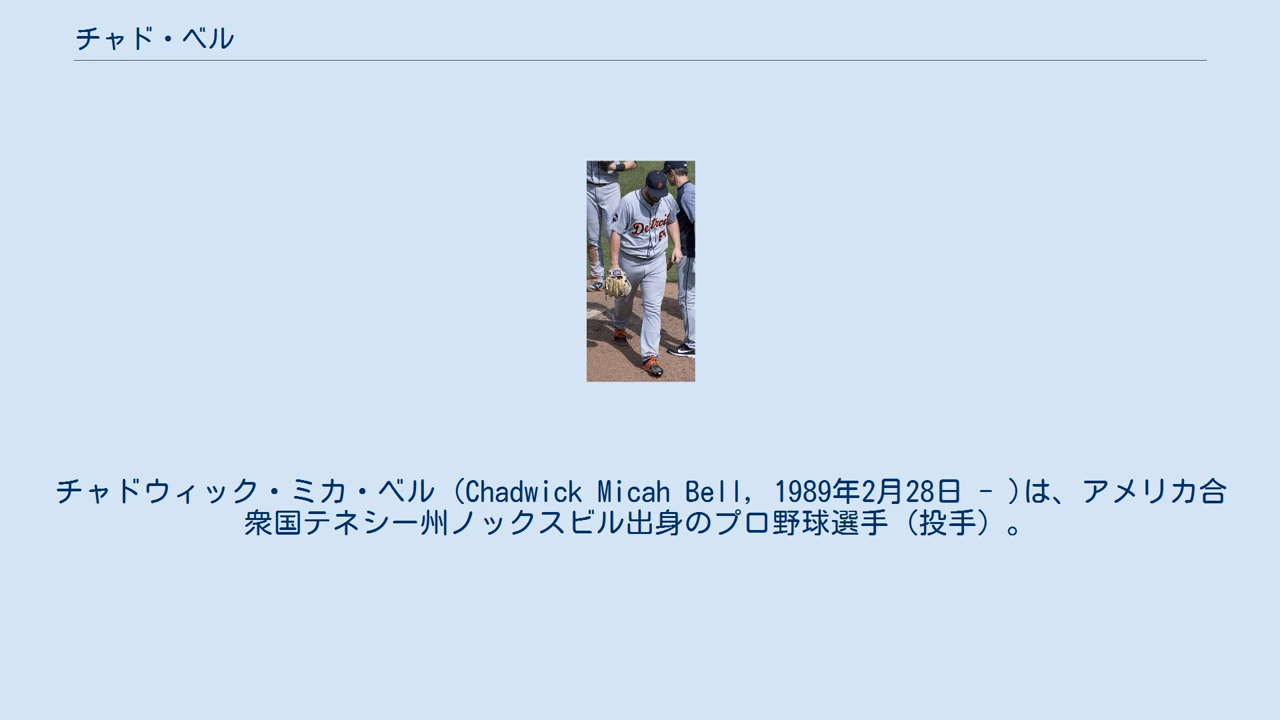 チャド・ベル
Detroit
チャドウィック・ミカ・ベル（Chadwick Micah Bell, 1989年2月28日 - )は、アメリカ合
衆国テネシー州ノックスビル出身のプロ野球選手（投手）。